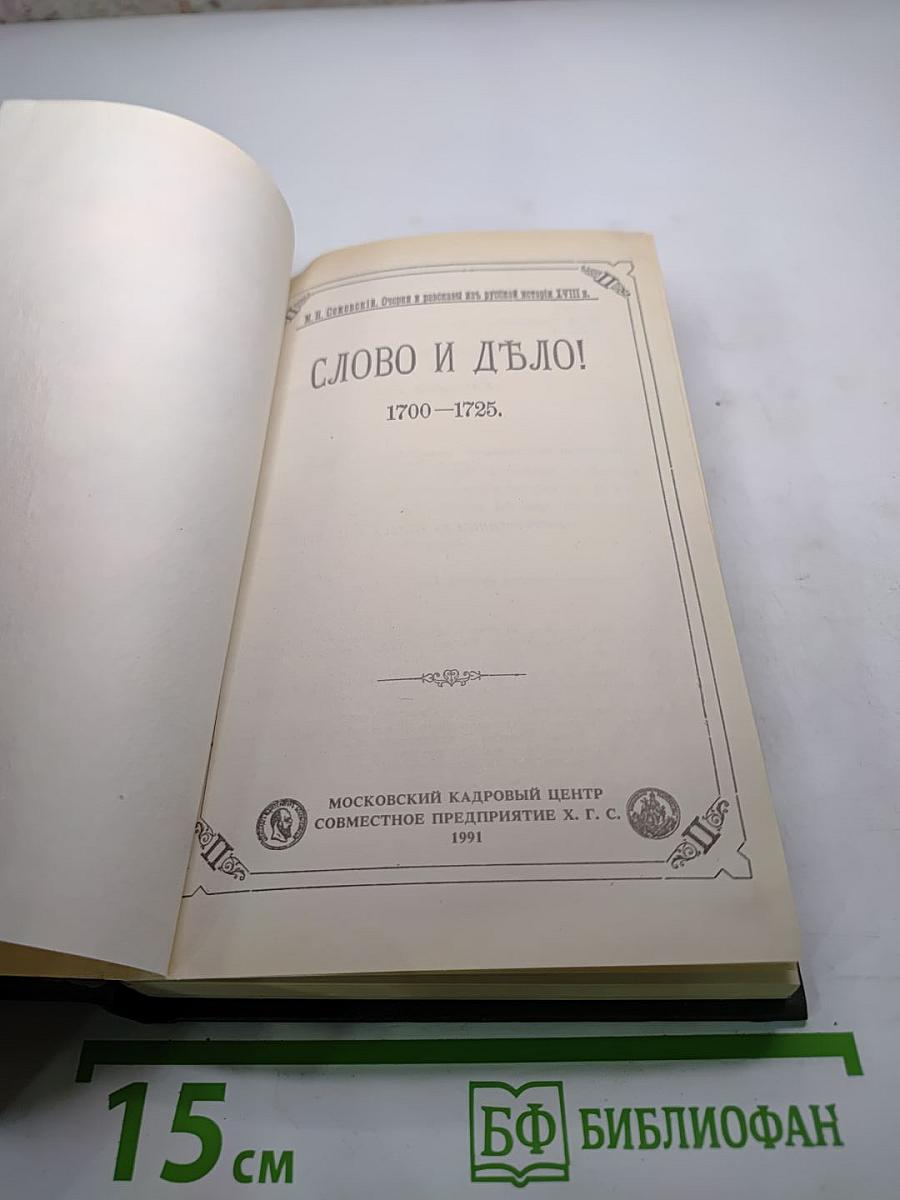 М. И. Семевскій. Очерки и разсказы изъ русской исторіи XVIII в.
СЛОВО И ДѢЛО!
1700—1725.
МОСКОВСКИЙ КАДРОВЫЙ ЦЕНТР
СОВМЕСТНОЕ ПРЕДПРИЯТИЕ Х. Г. С.
1991
15 см
БФ БИБЛИОФАН